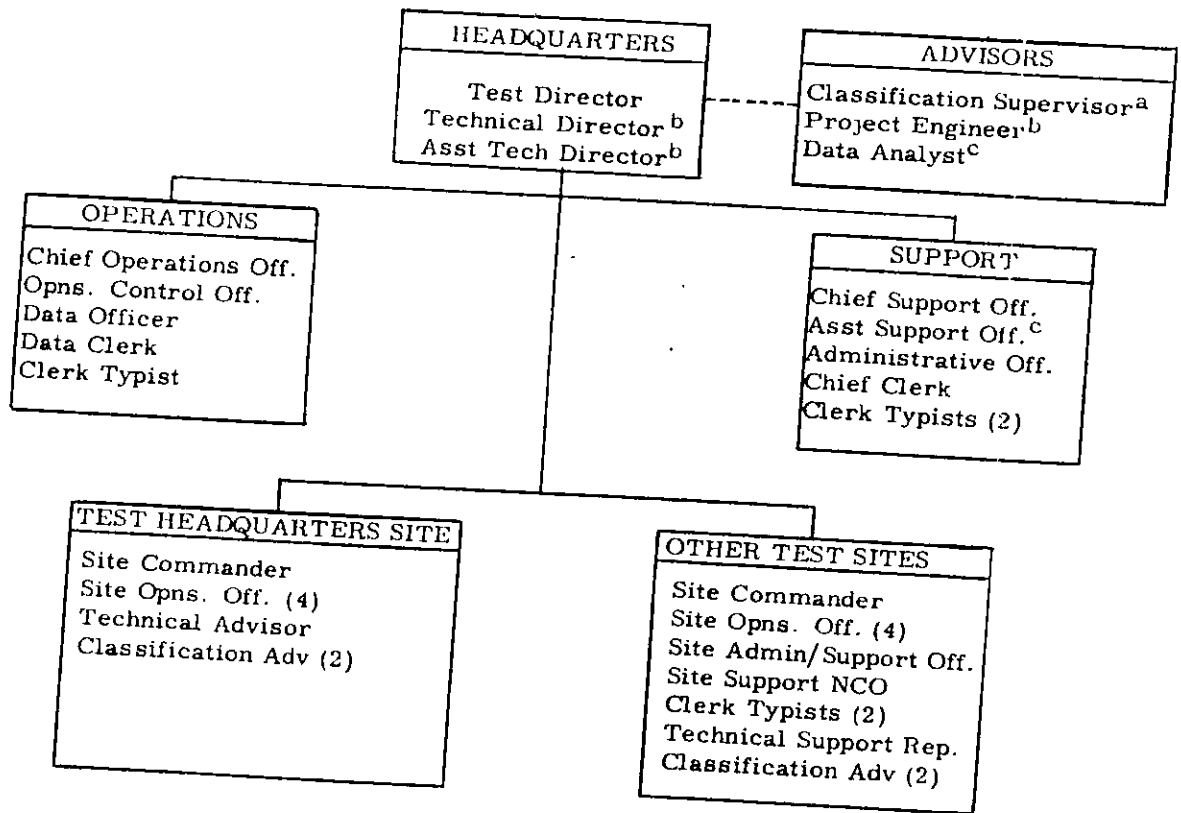 HEADQUARTERS
Test Director
Technical Director b
Asst Tech Director b
ADVISORS
Classification Supervisor a
Project Engineer b
Data Analyst c
OPERATIONS
Chief Operations Off.
Opns. Control Off.
Data Officer
Data Clerk
Clerk Typist
SUPPORT
Chief Support Off.
Asst Support Off. c
Administrative Off.
Chief Clerk
Clerk Typists (2)
TEST HEADQUARTERS SITE
Site Commander
Site Opns. Off. (4)
Technical Advisor
Classification Adv (2)
OTHER TEST SITES
Site Commander
Site Opns. Off. (4)
Site Admin/Support Off.
Site Support NCO
Clerk Typists (2)
Technical Support Rep.
Classification Adv (2)